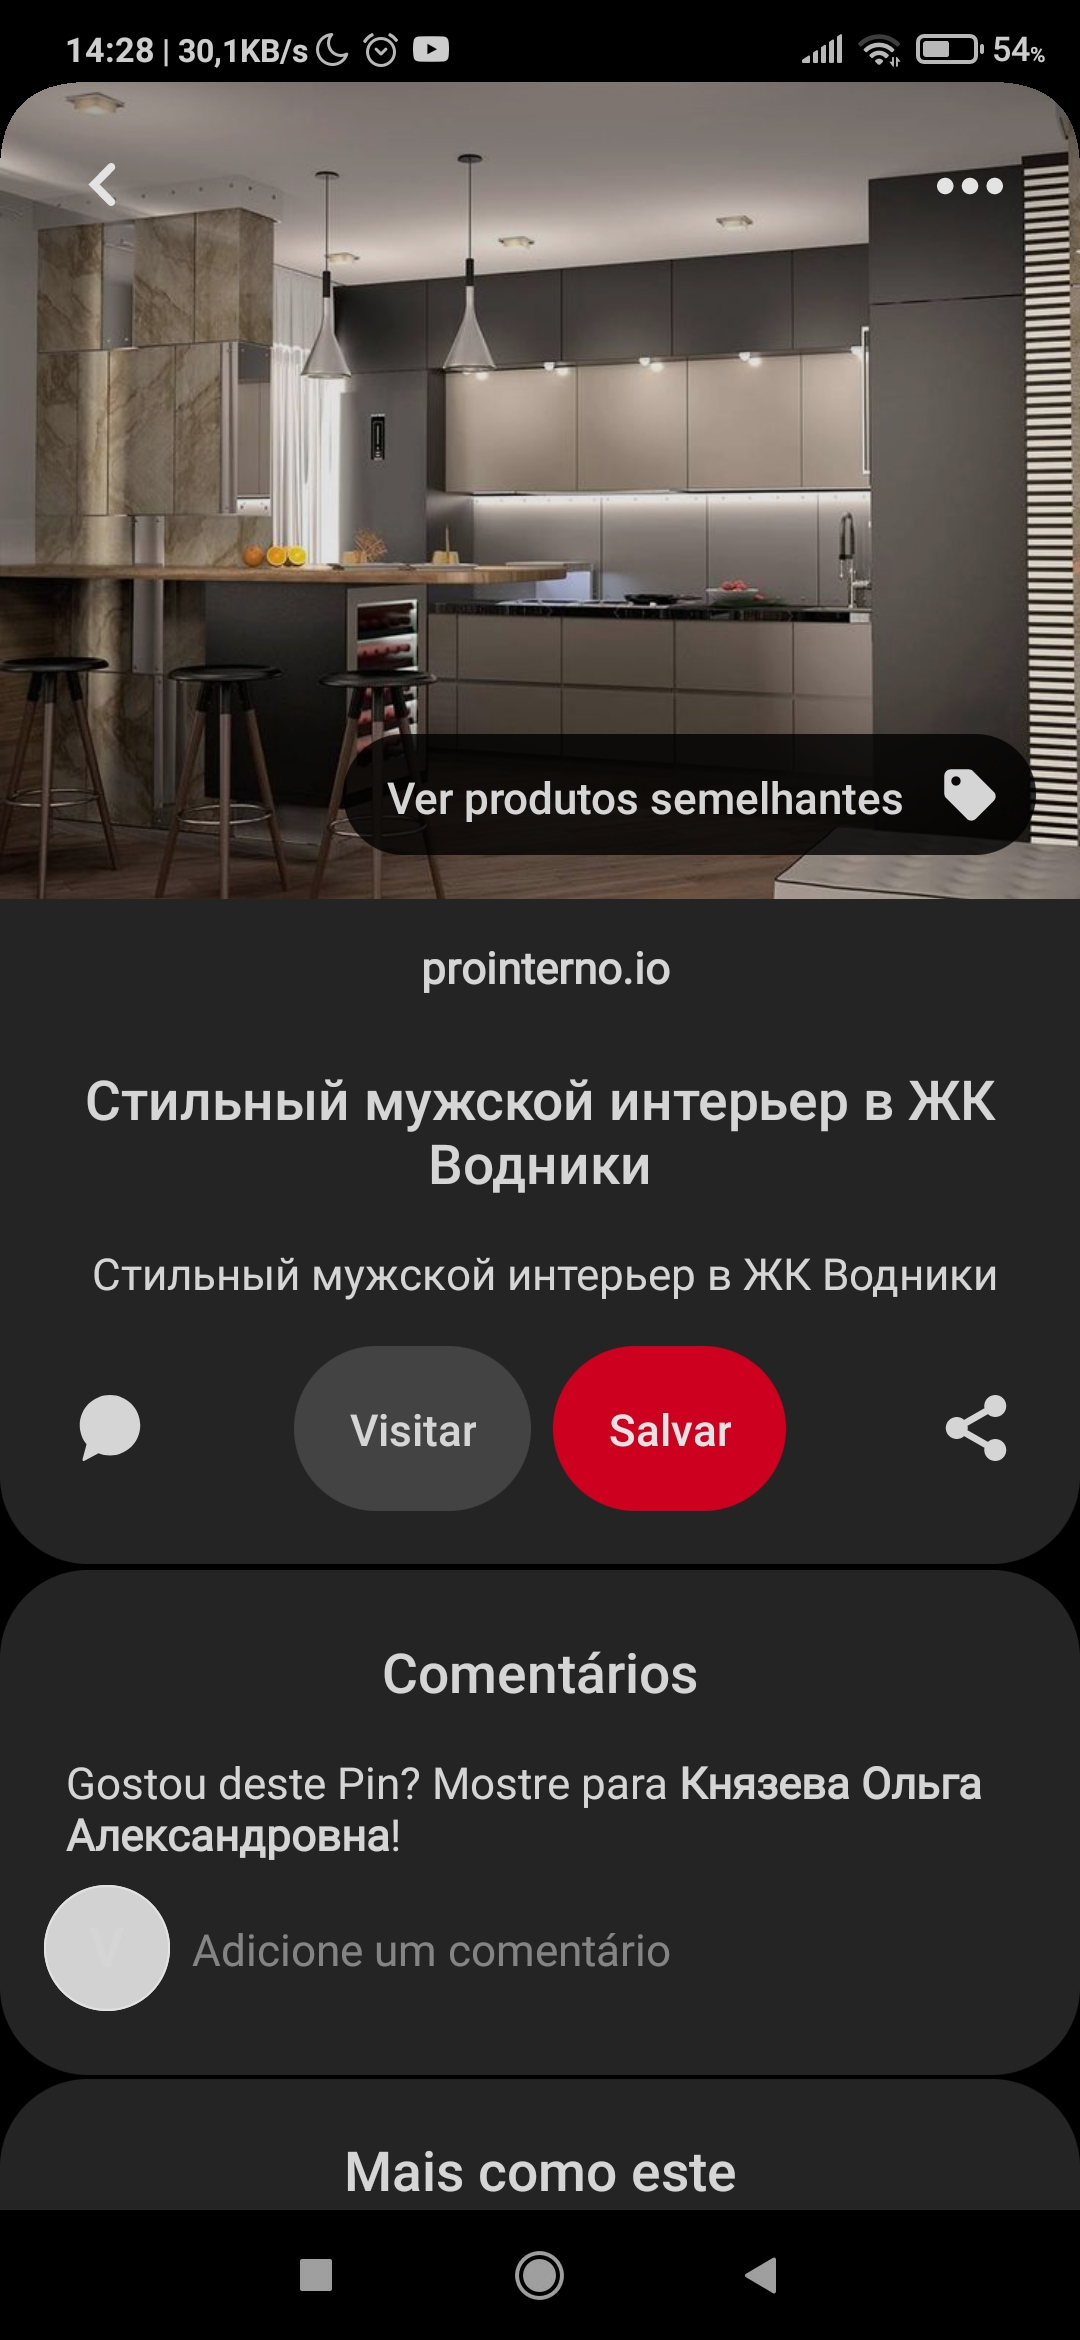 14:28 | 30,1KB/s
54%
Ver produtos semelhantes
prointerno.io
Стильный мужской интерьер в ЖК
Водники
Стильный мужской интерьер в ЖК Водники
Visitar
Salvar
Comentários
Gostou deste Pin? Mostre para Князева Ольга
Александровна!
V
Adicione um comentário
Mais como este